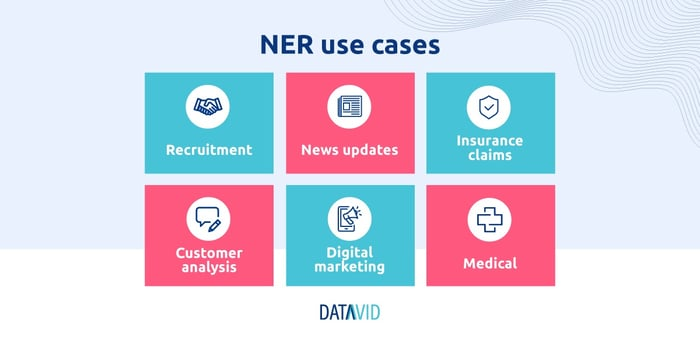 NER use cases
Recruitment
News updates
Insurance
claims
Customer
analysis
Digital
marketing
Medical
DATAVID